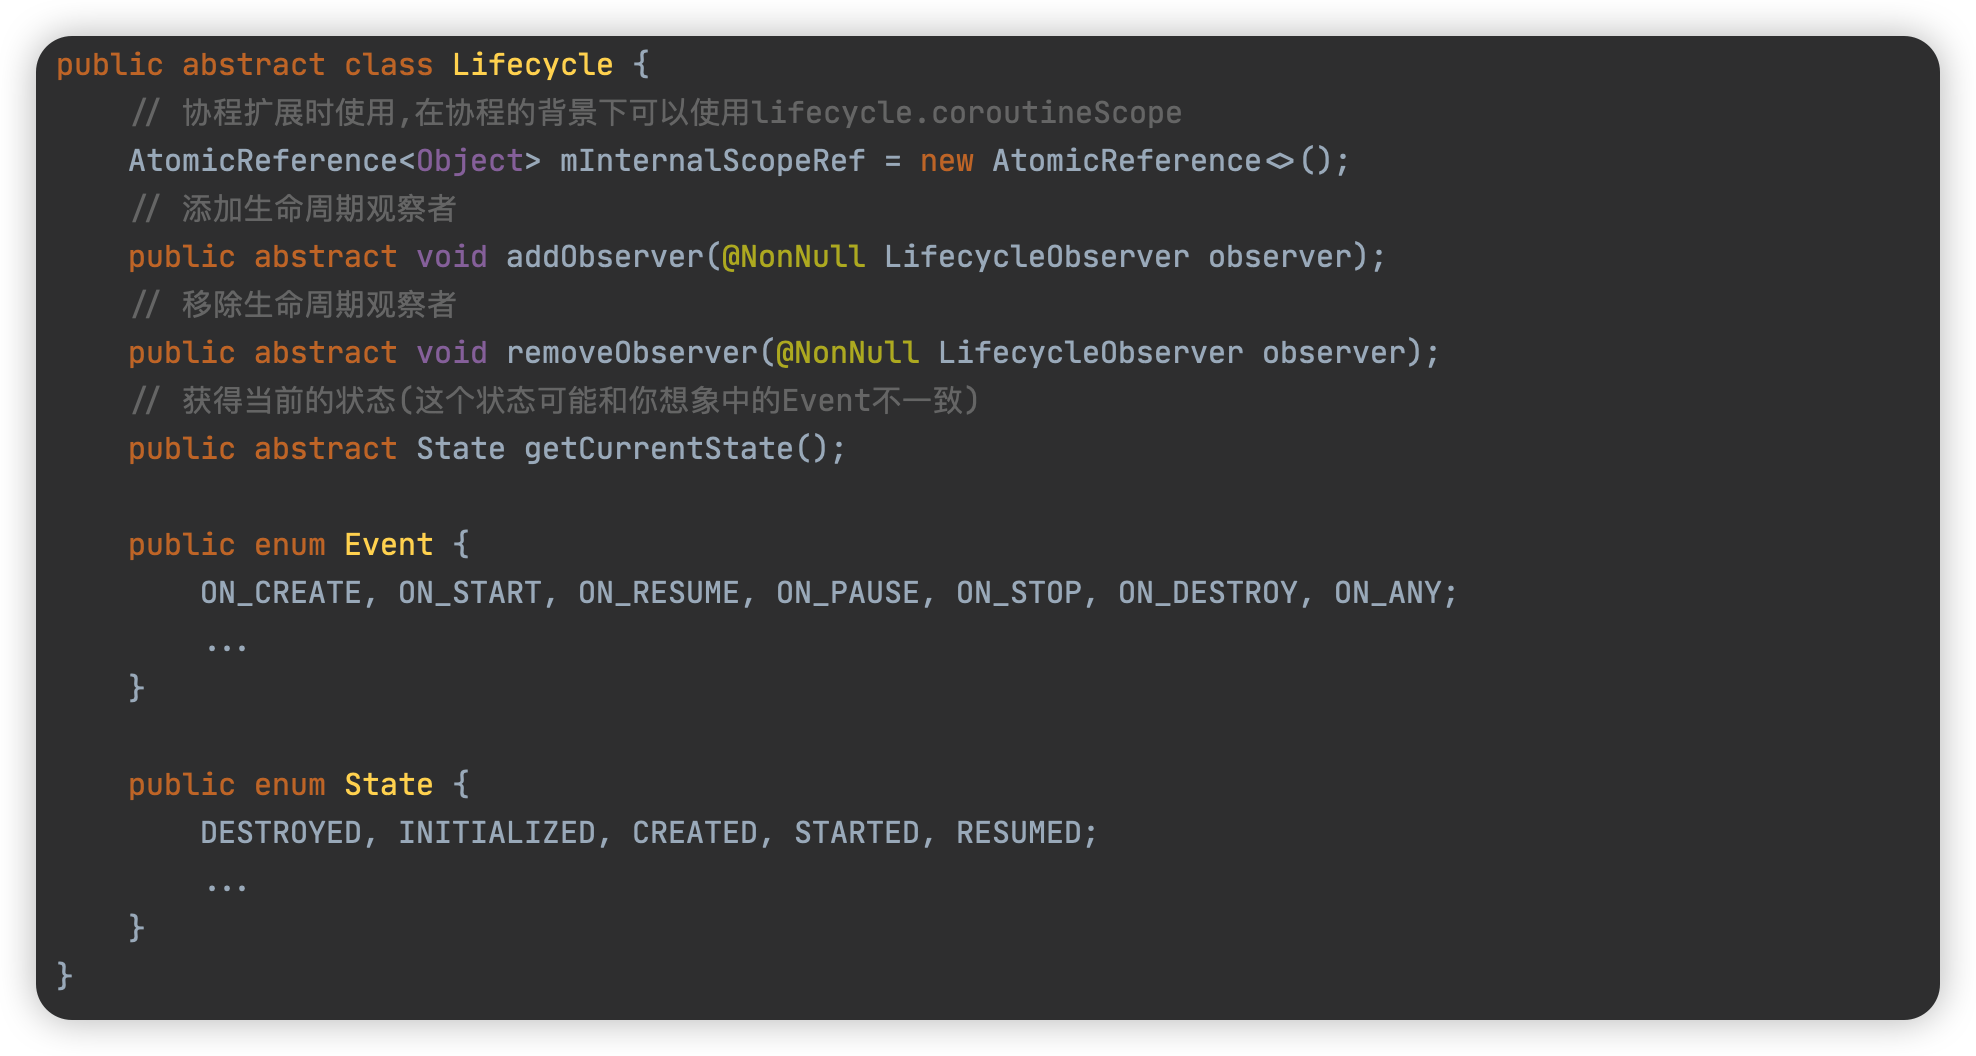 public abstract class Lifecycle {
// 协程扩展时使用,在协程的背景下可以使用lifecycle.coroutineScope
AtomicReference<Object> mInternalScopeRef = new AtomicReference<>();
// 添加生命周期观察者
public abstract void addObserver(@NonNull LifecycleObserver observer);
// 移除生命周期观察者
public abstract void removeObserver(@NonNull LifecycleObserver observer);
// 获得当前的状态(这个状态可能和你想象中的Event不一致)
public abstract State getCurrentState();
public enum Event {
ON_CREATE, ON_START, ON_RESUME, ON_PAUSE, ON_STOP, ON_DESTROY, ON_ANY;
...
}
public enum State {
DESTROYED, INITIALIZED, CREATED, STARTED, RESUMED;
...
}
}